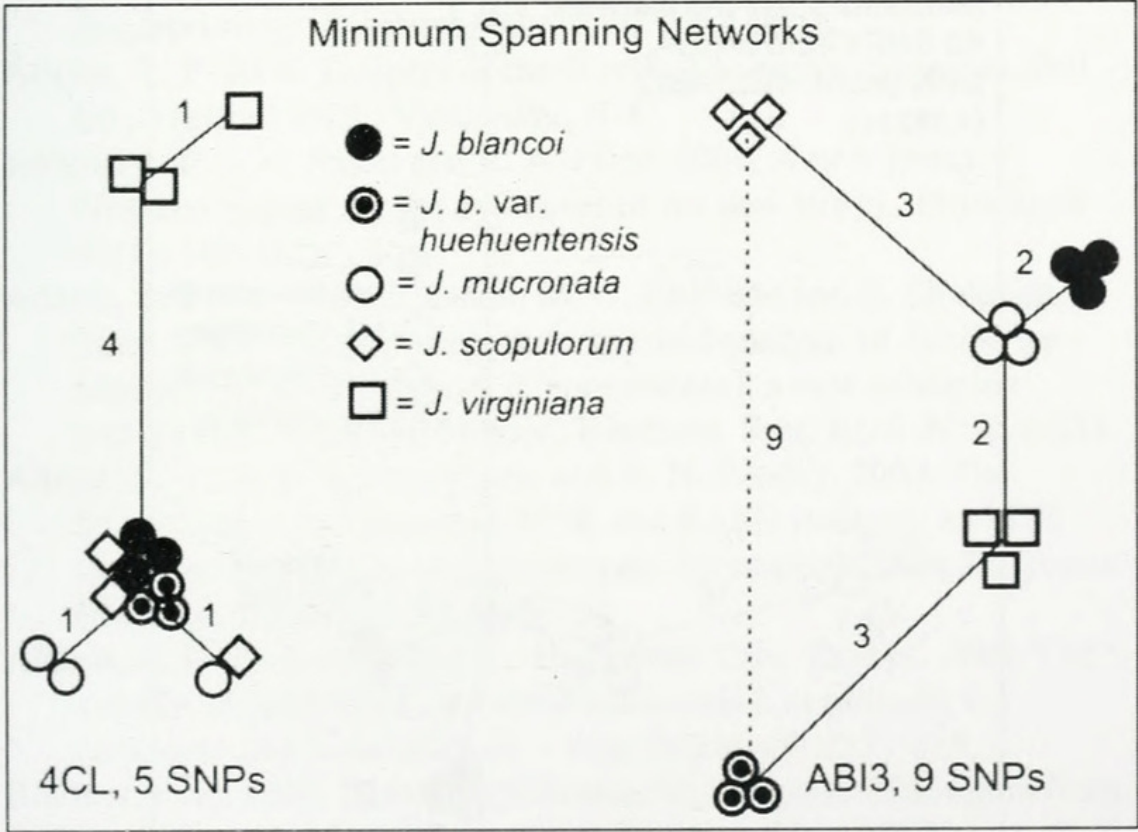 Minimum Spanning Networks
1
= J. blancoi
= J. b. var.
huehuentensis
= J. mucronata
= J. scopulorum
= J. virginiana
4
1
1
4CL, 5 SNPs
3
2
9
2
3
ABI3, 9 SNPs